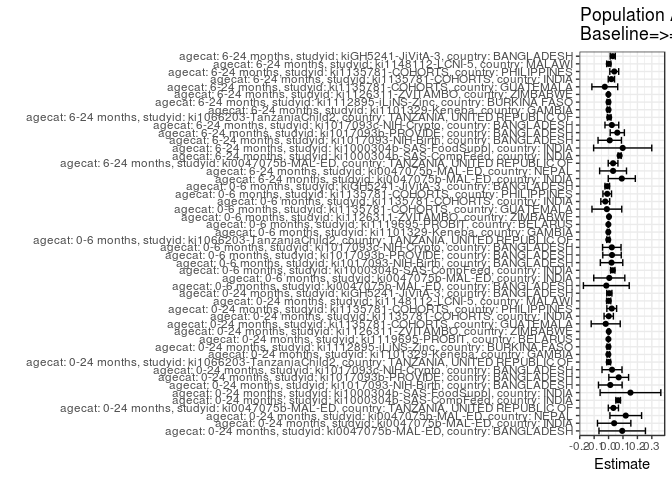 Population
Baseline=>
agecat: 6-24 months, studyid: kiGH5241-JiVitA-3, country: BANGLADESH
agecat: 6-24 months, studyid: ki1148112-LCNI-5, country: MALAWI
agecat: 6-24 months, studyid: ki1135781-COHORTS, country: PHILIPPINES
agecat: 6-24 months, studyid: ki1135781-COHORTS, country: INDIA
agecat: 6-24 months, studyid: ki1135781-COHORTS, country: GUATEMALA
agecat: 6-24 months, studyid: ki1126311-ZVITAMBO, country: ZIMBABWE
agecat: 6-24 months, studyid: ki1112895-iLiNS-Zinc, country: BURKINA FASO
agecat: 6-24 months, studyid: ki1101329-Keneba, country: GAMBIA
agecat: 6-24 months, studyid: ki1066203-TanzaniaChild2, country: TANZANIA, UNITED REPUBLIC OF
agecat: 6-24 months, studyid: ki1017093c-NIH-Crypto, country: BANGLADESH
agecat: 6-24 months, studyid: ki1017093b-PROVIDE, country: BANGLADESH
agecat: 6-24 months, studyid: ki1017093-NIH-Birth, country: BANGLADESH
agecat: 6-24 months, studyid: ki1000304b-SAS-FoodSuppl, country: INDIA
agecat: 6-24 months, studyid: ki1000304b-SAS-CompFeed, country: INDIA
agecat: 6-24 months, studyid: ki0047075b-MAL-ED, country: TANZANIA, UNITED REPUBLIC OF
agecat: 6-24 months, studyid: ki0047075b-MAL-ED, country: NEPAL
agecat: 6-24 months, studyid: ki0047075b-MAL-ED, country: INDIA
agecat: 0-6 months, studyid: kiGH5241-JiVitA-3, country: BANGLADESH
agecat: 0-6 months, studyid: ki1135781-COHORTS, country: PHILIPPINES
agecat: 0-6 months, studyid: ki1135781-COHORTS, country: INDIA
agecat: 0-6 months, studyid: ki1135781-COHORTS, country: GUATEMALA
agecat: 0-6 months, studyid: ki1126311-ZVITAMBO, country: ZIMBABWE
agecat: 0-6 months, studyid: ki1119695-PROBIT, country: BELARUS
agecat: 0-6 months, studyid: ki1101329-Keneba, country: GAMBIA
agecat: 0-6 months, studyid: ki1066203-TanzaniaChild2, country: TANZANIA, UNITED REPUBLIC OF
agecat: 0-6 months, studyid: ki1017093c-NIH-Crypto, country: BANGLADESH
agecat: 0-6 months, studyid: ki1017093b-PROVIDE, country: BANGLADESH
agecat: 0-6 months, studyid: ki1017093-NIH-Birth, country: BANGLADESH
agecat: 0-6 months, studyid: ki1000304b-SAS-CompFeed, country: INDIA
agecat: 0-6 months, studyid: ki0047075b-MAL-ED, country: INDIA
agecat: 0-6 months, studyid: ki0047075b-MAL-ED, country: BANGLADESH
agecat: 0-24 months, studyid: kiGH5241-JiVitA-3, country: BANGLADESH
agecat: 0-24 months, studyid: ki1148112-LCNI-5, country: MALAWI
agecat: 0-24 months, studyid: ki1135781-COHORTS, country: PHILIPPINES
agecat: 0-24 months, studyid: ki1135781-COHORTS, country: INDIA
agecat: 0-24 months, studyid: ki1135781-COHORTS, country: GUATEMALA
agecat: 0-24 months, studyid: ki1126311-ZVITAMBO, country: ZIMBABWE
agecat: 0-24 months, studyid: ki1119695-PROBIT, country: BELARUS
agecat: 0-24 months, studyid: ki1112895-iLiNS-Zinc, country: BURKINA FASO
agecat: 0-24 months, studyid: ki1101329-Keneba, country: GAMBIA
agecat: 0-24 months, studyid: ki1066203-TanzaniaChild2, country: TANZANIA, UNITED REPUBLIC OF
agecat: 0-24 months, studyid: ki1017093c-NIH-Crypto, country: BANGLADESH
agecat: 0-24 months, studyid: ki1017093b-PROVIDE, country: BANGLADESH
agecat: 0-24 months, studyid: ki1017093-NIH-Birth, country: BANGLADESH
agecat: 0-24 months, studyid: ki1000304b-SAS-FoodSuppl, country: INDIA
agecat: 0-24 months, studyid: ki1000304b-SAS-CompFeed, country: INDIA
agecat: 0-24 months, studyid: ki0047075b-MAL-ED, country: TANZANIA, UNITED REPUBLIC OF
agecat: 0-24 months, studyid: ki0047075b-MAL-ED, country: NEPAL
agecat: 0-24 months, studyid: ki0047075b-MAL-ED, country: INDIA
agecat: 0-24 months, studyid: ki0047075b-MAL-ED, country: BANGLADESH
Estimate